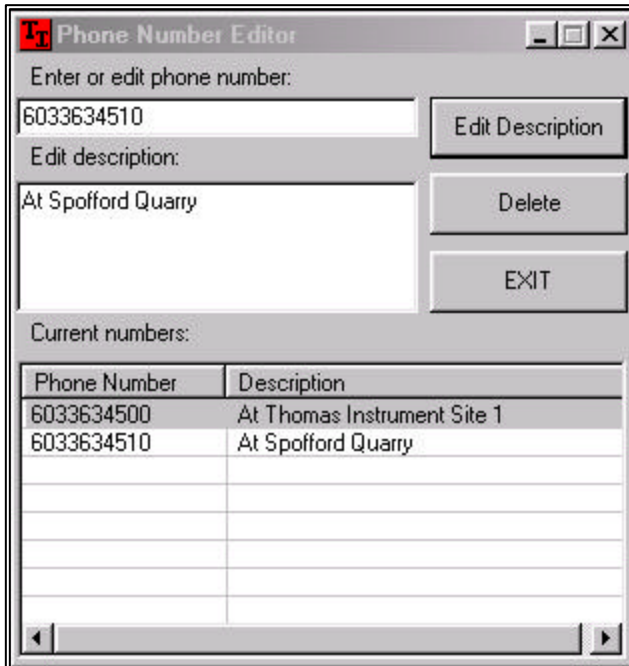 TI Phone Number Editor
Enter or edit phone number:
6033634510
Edit Description
Edit description:
At Spofford Quarry
Delete
EXIT
Current numbers:
Phone Number Description
6033634500 At Thomas Instrument Site 1
6033634510 At Spofford Quarry